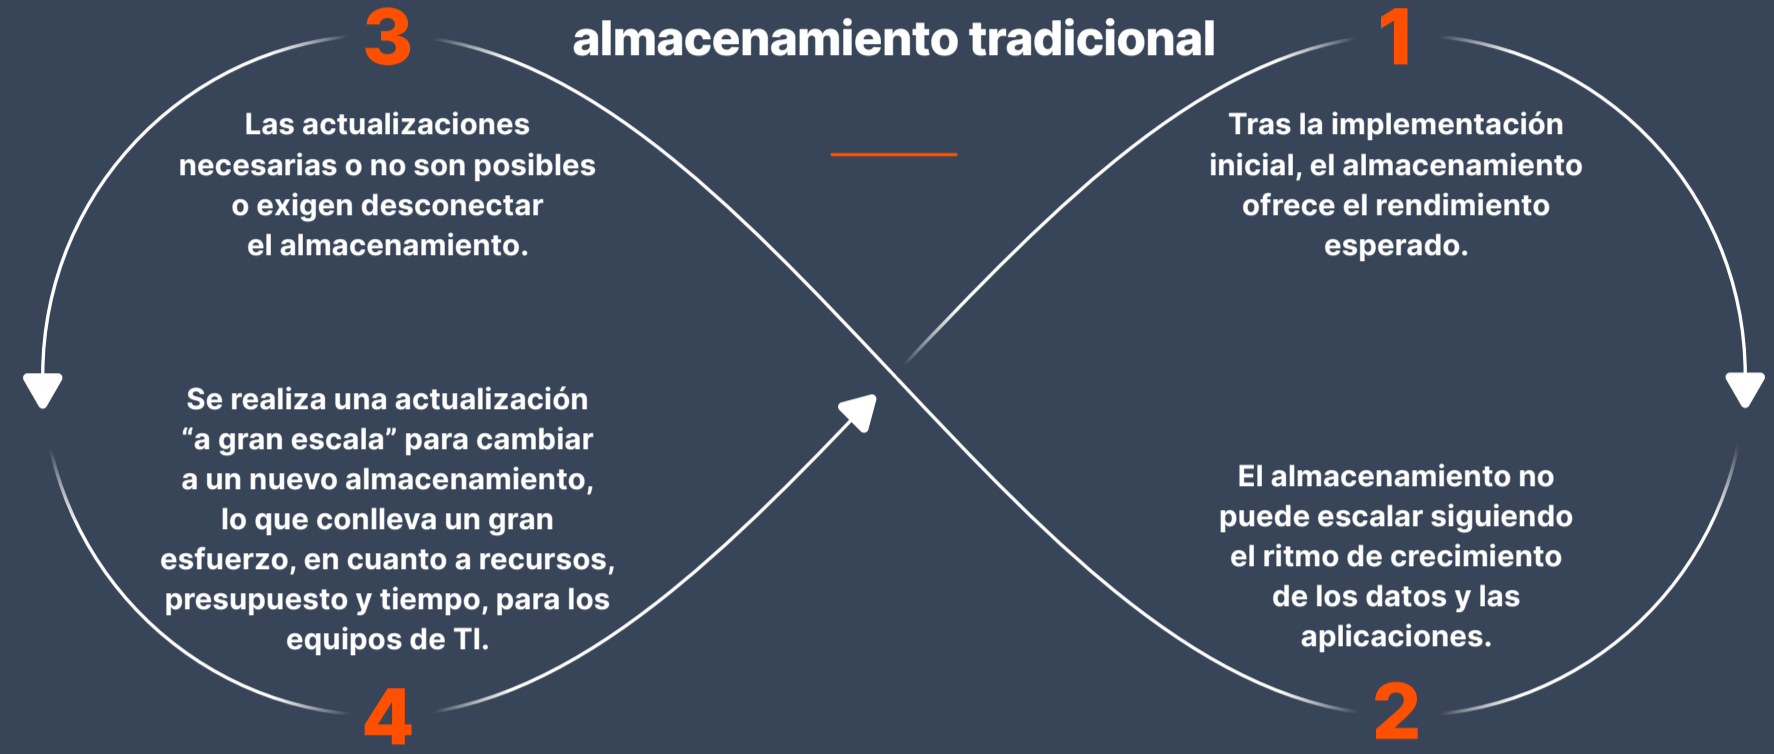 almacenamiento tradicional
1
Tras la implementación
inicial, el almacenamiento
ofrece el rendimiento
esperado.
2
El almacenamiento no
puede escalar siguiendo
el ritmo de crecimiento
de los datos y las
aplicaciones.
3
Las actualizaciones
necesarias o no son posibles
o exigen desconectar
el almacenamiento.
4
Se realiza una actualización
“a gran escala” para cambiar
a un nuevo almacenamiento,
lo que conlleva un gran
esfuerzo, en cuanto a recursos,
presupuesto y tiempo, para los
equipos de TI.